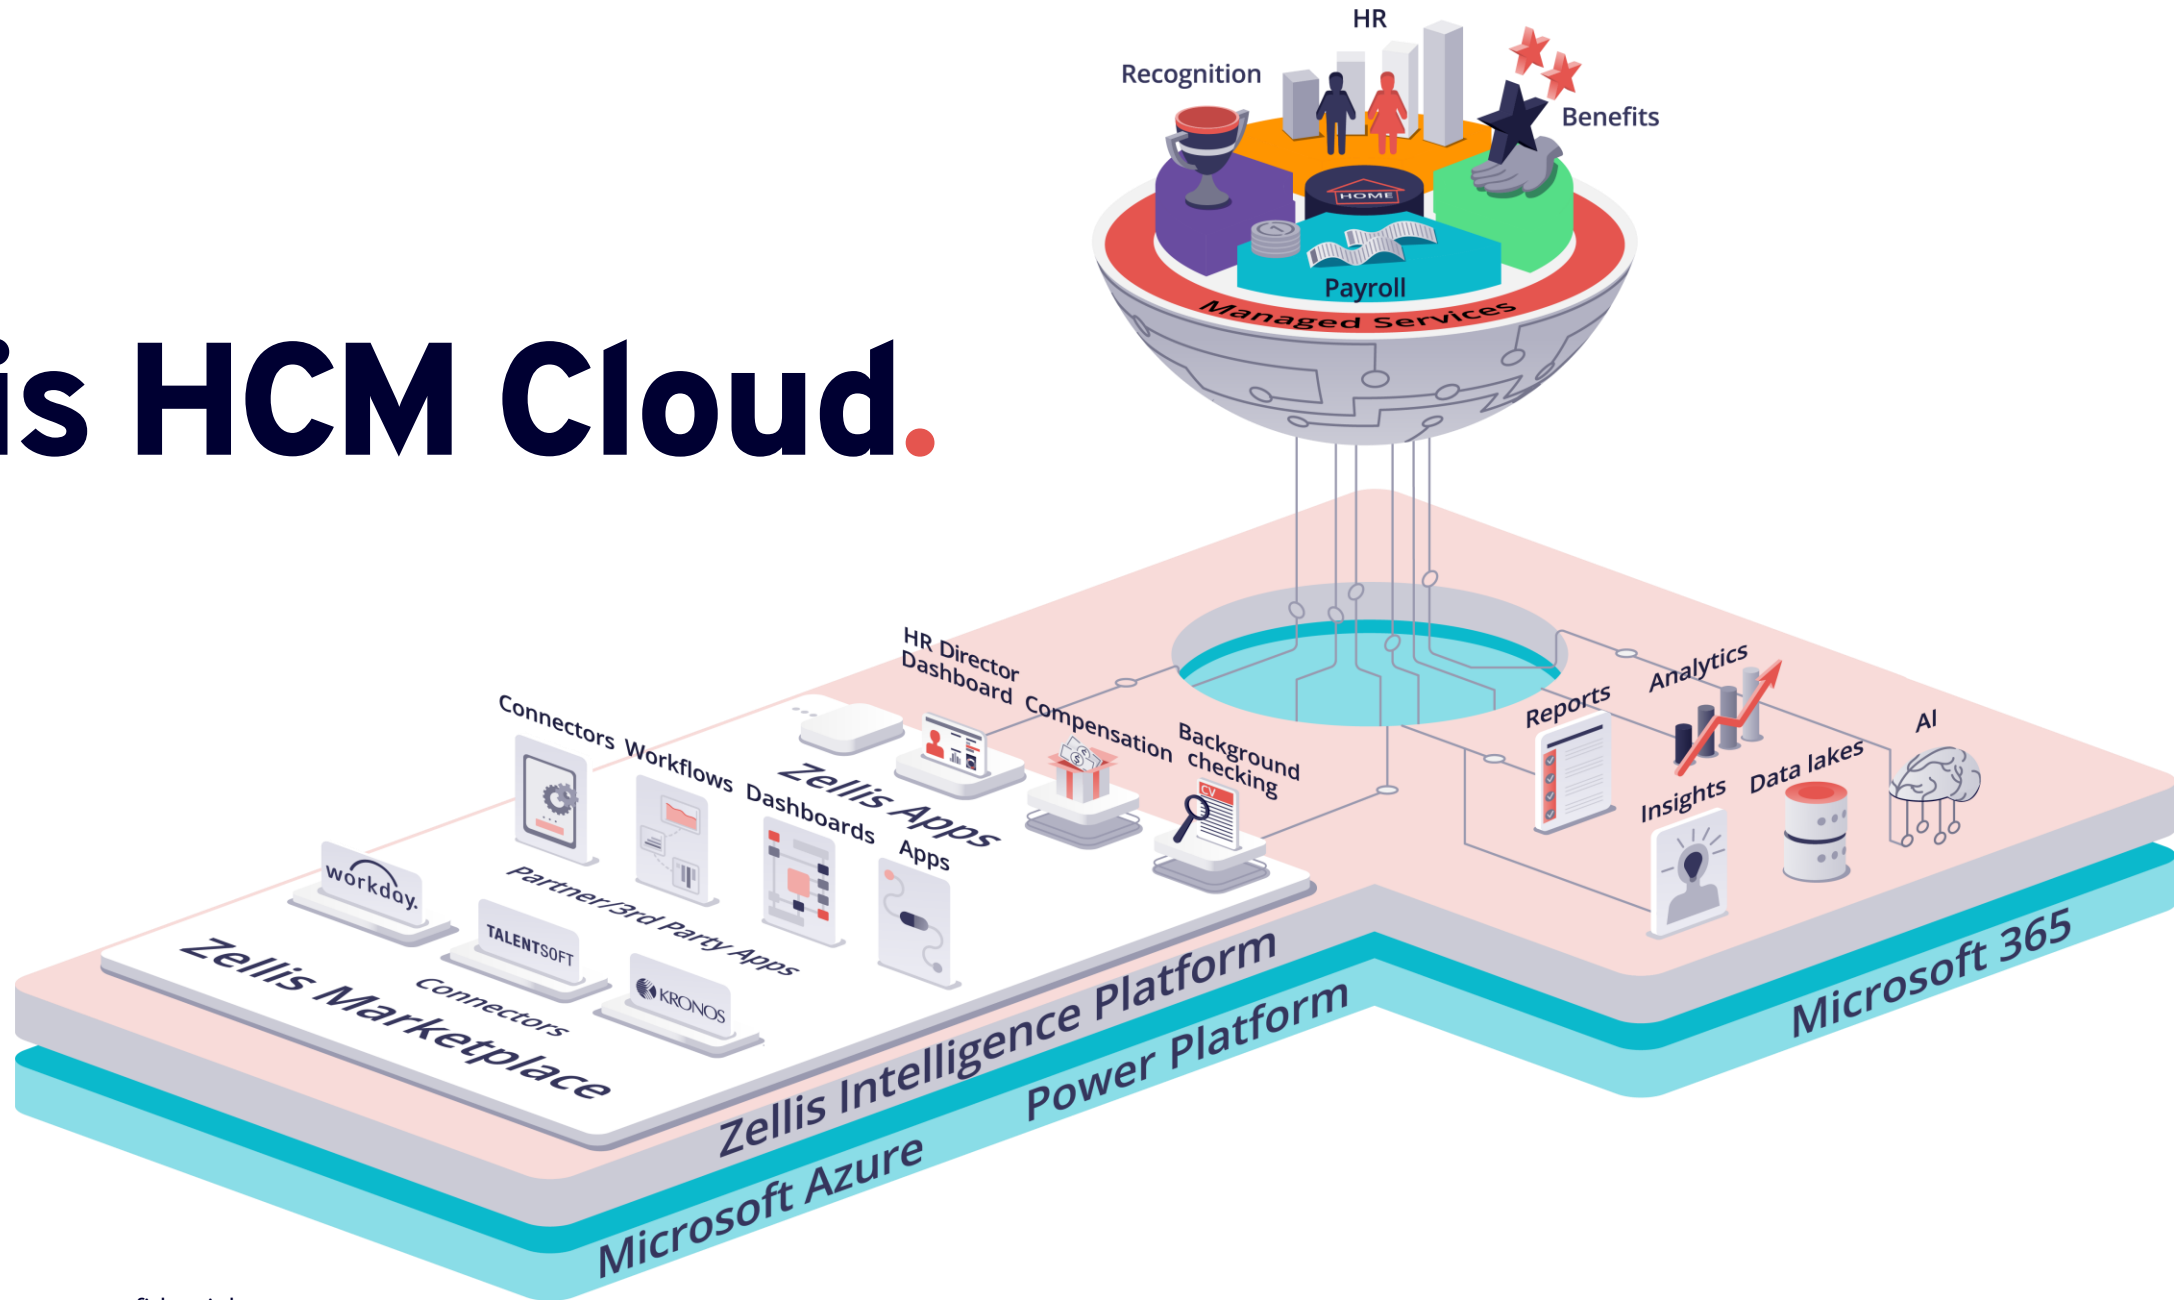 HR
Recognition
Benefits
HOME
Payroll
Managed Services
is HCM Cloud.
HR Director
Dashboard
Compensation
Background
checking
CV
Connectors
Workflows
Dashboards
Apps
Zellis Apps
Partner/3rd Party Apps
workday.
TALENTSOFT
KRONOS
Connectors
Zellis Marketplace
Reports
Analytics
Insights
Data lakes
AI
Zellis Intelligence Platform
Microsoft Azure
Power Platform
Microsoft 365